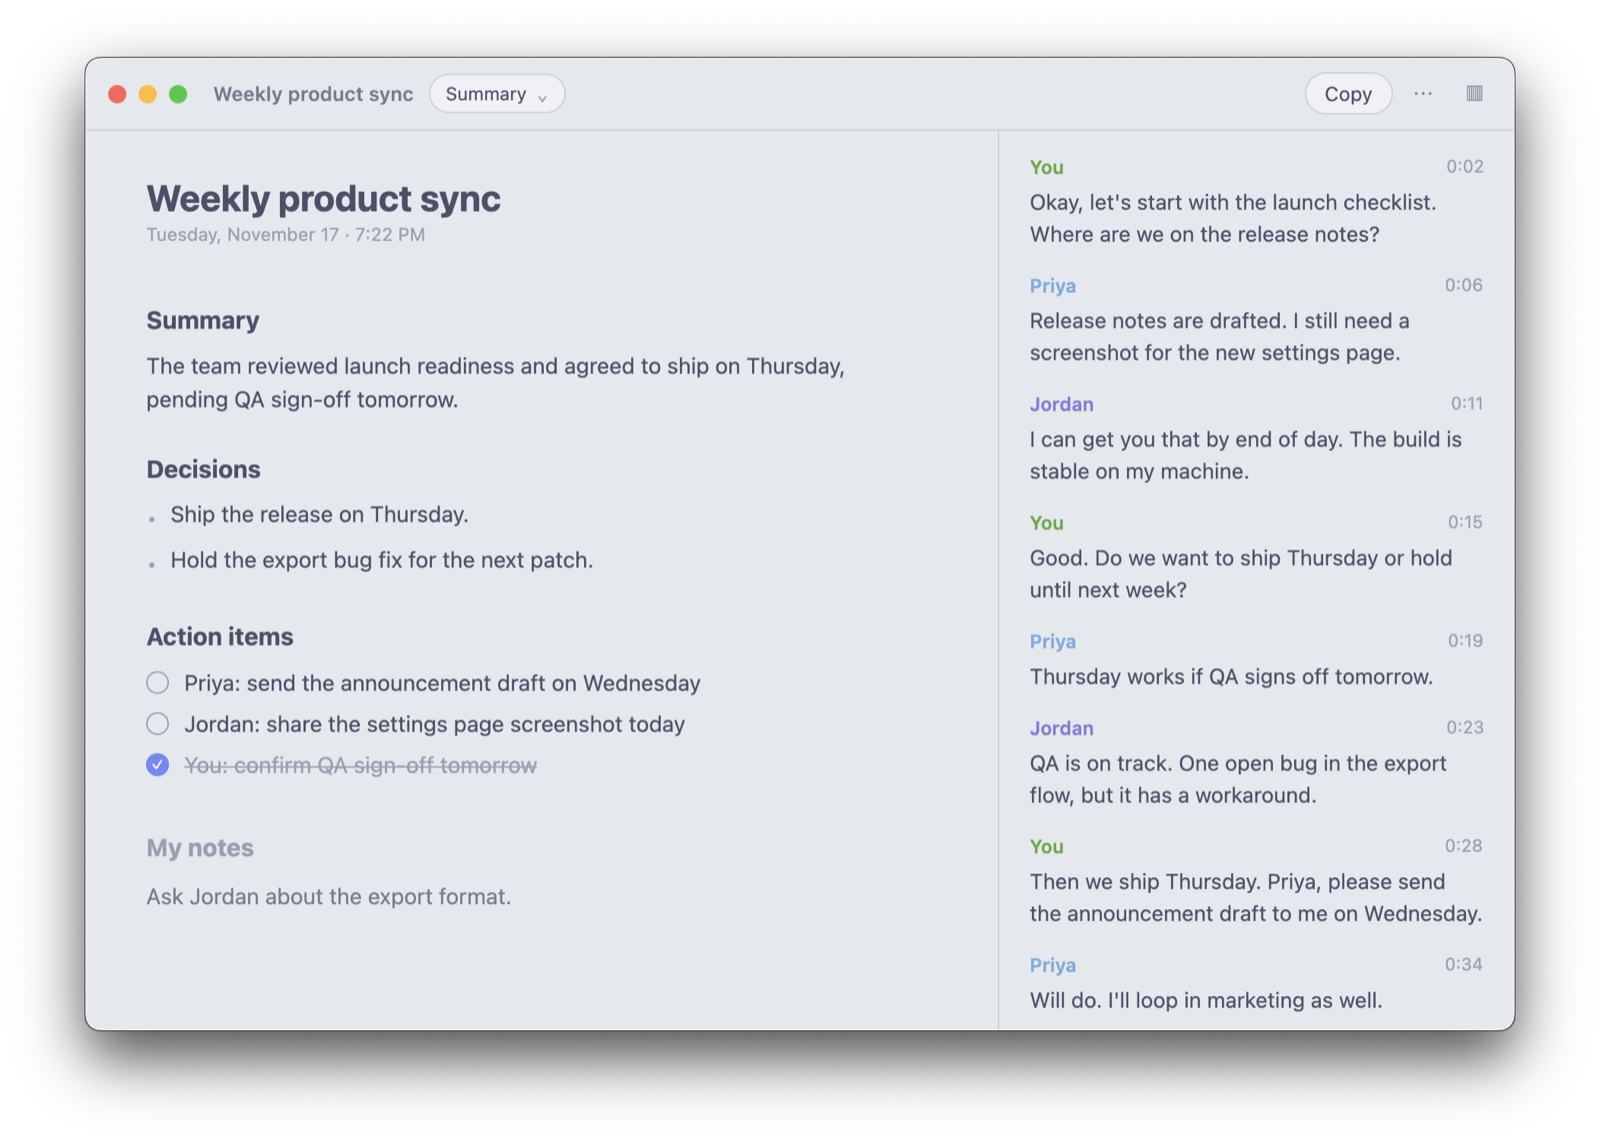 Weekly product sync
Summary
Copy
Weekly product sync
Tuesday, November 17 · 7:22 PM
Summary
The team reviewed launch readiness and agreed to ship on Thursday,
pending QA sign-off tomorrow.
Decisions
Ship the release on Thursday.
Hold the export bug fix for the next patch.
Action items
Priya: send the announcement draft on Wednesday
Jordan: share the settings page screenshot today
You: confirm QA sign-off tomorrow
My notes
Ask Jordan about the export format.
You 0:02
Okay, let's start with the launch checklist.
Where are we on the release notes?
Priya 0:06
Release notes are drafted. I still need a
screenshot for the new settings page.
Jordan 0:11
I can get you that by end of day. The build is
stable on my machine.
You 0:15
Good. Do we want to ship Thursday or hold
until next week?
Priya 0:19
Thursday works if QA signs off tomorrow.
Jordan 0:23
QA is on track. One open bug in the export
flow, but it has a workaround.
You 0:28
Then we ship Thursday. Priya, please send
the announcement draft to me on Wednesday.
Priya 0:34
Will do. I'll loop in marketing as well.